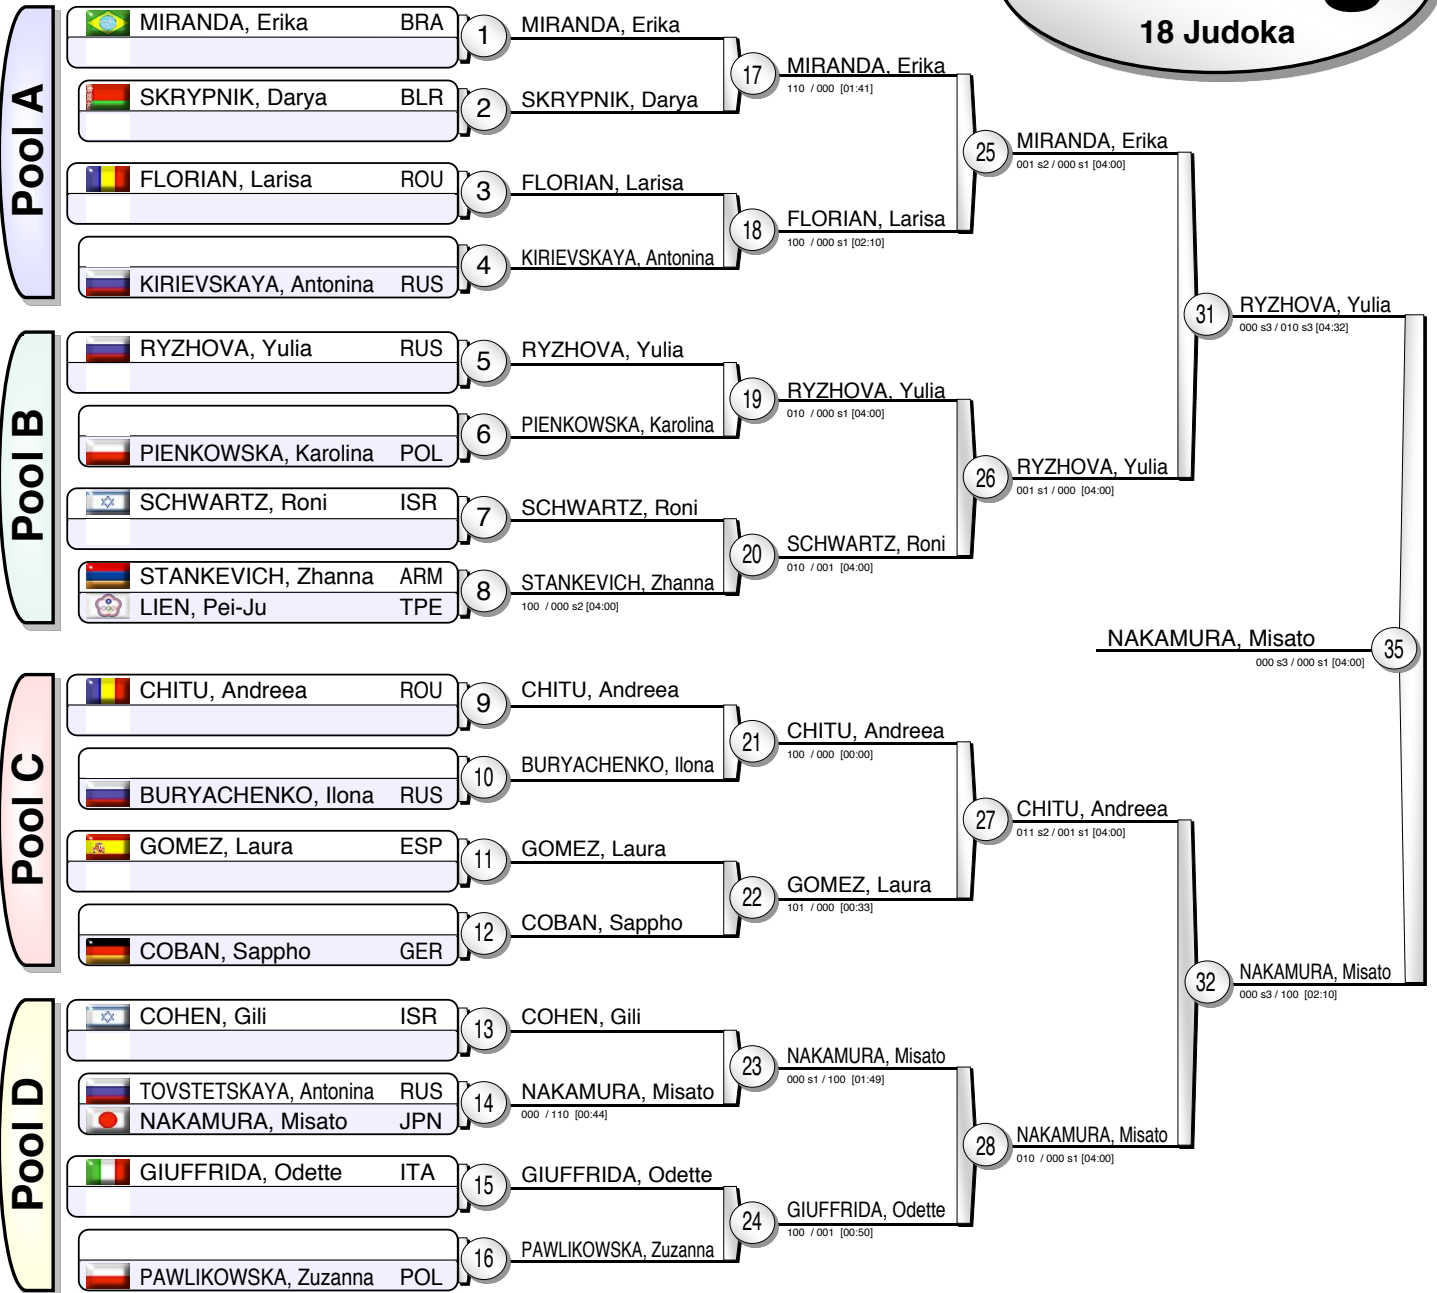 18 Judoka
Pool A
MIRANDA, Erika BRA
1
MIRANDA, Erika
SKRYPNIK, Darya BLR
2
SKRYPNIK, Darya
17
MIRANDA, Erika
110 / 000 [01:41]
FLORIAN, Larisa ROU
3
FLORIAN, Larisa
KIRIEVSKAYA, Antonina RUS
4
KIRIEVSKAYA, Antonina
18
FLORIAN, Larisa
100 / 000 s1 [02:10]
25
MIRANDA, Erika
001 s2 / 000 s1 [04:00]
Pool B
RYZHOVA, Yulia RUS
5
RYZHOVA, Yulia
PIENKOWSKA, Karolina POL
6
PIENKOWSKA, Karolina
19
RYZHOVA, Yulia
010 / 000 s1 [04:00]
SCHWARTZ, Roni ISR
7
SCHWARTZ, Roni
STANKEVICH, Zhanna ARM
LIEN, Pei-Ju TPE
8
STANKEVICH, Zhanna
100 / 000 s2 [04:00]
20
SCHWARTZ, Roni
010 / 001 [04:00]
26
RYZHOVA, Yulia
001 s1 / 000 [04:00]
31
RYZHOVA, Yulia
000 s3 / 010 s3 [04:32]
Pool C
CHITU, Andreea ROU
9
CHITU, Andreea
BURYACHENKO, Ilona RUS
10
BURYACHENKO, Ilona
21
CHITU, Andreea
100 / 000 [00:00]
GOMEZ, Laura ESP
11
GOMEZ, Laura
COBAN, Sappho GER
12
COBAN, Sappho
22
GOMEZ, Laura
101 / 000 [00:33]
27
CHITU, Andreea
011 s2 / 001 s1 [04:00]
Pool D
COHEN, Gili ISR
13
COHEN, Gili
TOVSTETSKAYA, Antonina RUS
NAKAMURA, Misato JPN
14
NAKAMURA, Misato
000 / 110 [00:44]
23
NAKAMURA, Misato
000 s1 / 100 [01:49]
GIUFFRIDA, Odette ITA
15
GIUFFRIDA, Odette
PAWLIKOWSKA, Zuzanna POL
16
PAWLIKOWSKA, Zuzanna
24
GIUFFRIDA, Odette
100 / 001 [00:50]
28
NAKAMURA, Misato
010 / 000 s1 [04:00]
32
NAKAMURA, Misato
000 s3 / 100 [02:10]
NAKAMURA, Misato
000 s3 / 000 s1 [04:00]
35